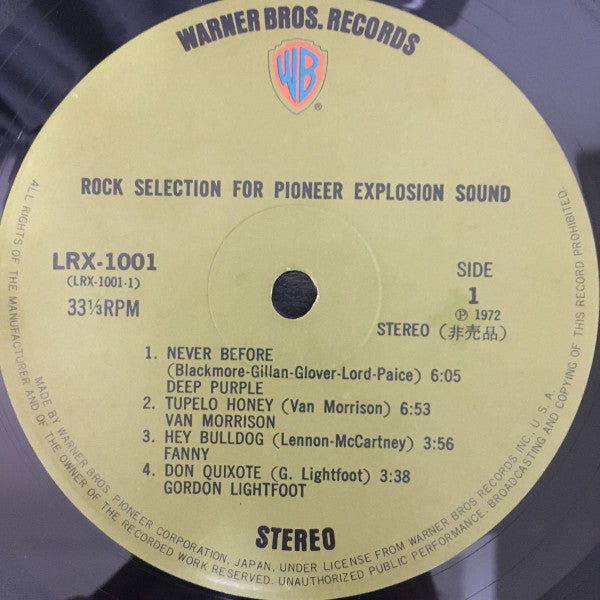 WARNER BROS. RECORDS
WB
®
ROCK SELECTION FOR PIONEER EXPLOSION SOUND
LRX-1001
(LRX-1001-1)
33⅓RPM
SIDE
1
℗ 1972
STEREO (非売品)
1. NEVER BEFORE
(Blackmore-Gillan-Glover-Lord-Paice) 6:05
DEEP PURPLE
2. TUPELO HONEY (Van Morrison) 6:53
VAN MORRISON
3. HEY BULLDOG (Lennon-McCartney) 3:56
FANNY
4. DON QUIXOTE (G. Lightfoot) 3:38
GORDON LIGHTFOOT
STEREO
MADE BY WARNER BROS. PIONEER CORPORATION, JAPAN, UNDER LICENSE FROM WARNER BROS RECORDS INC., U.S.A.
ALL RIGHTS OF THE MANUFACTURER AND OF THE OWNER OF THE RECORDED WORK RESERVED. UNAUTHORIZED PUBLIC PERFORMANCE. BROADCASTING AND COPYING OF THIS RECORD PROHIBITED.